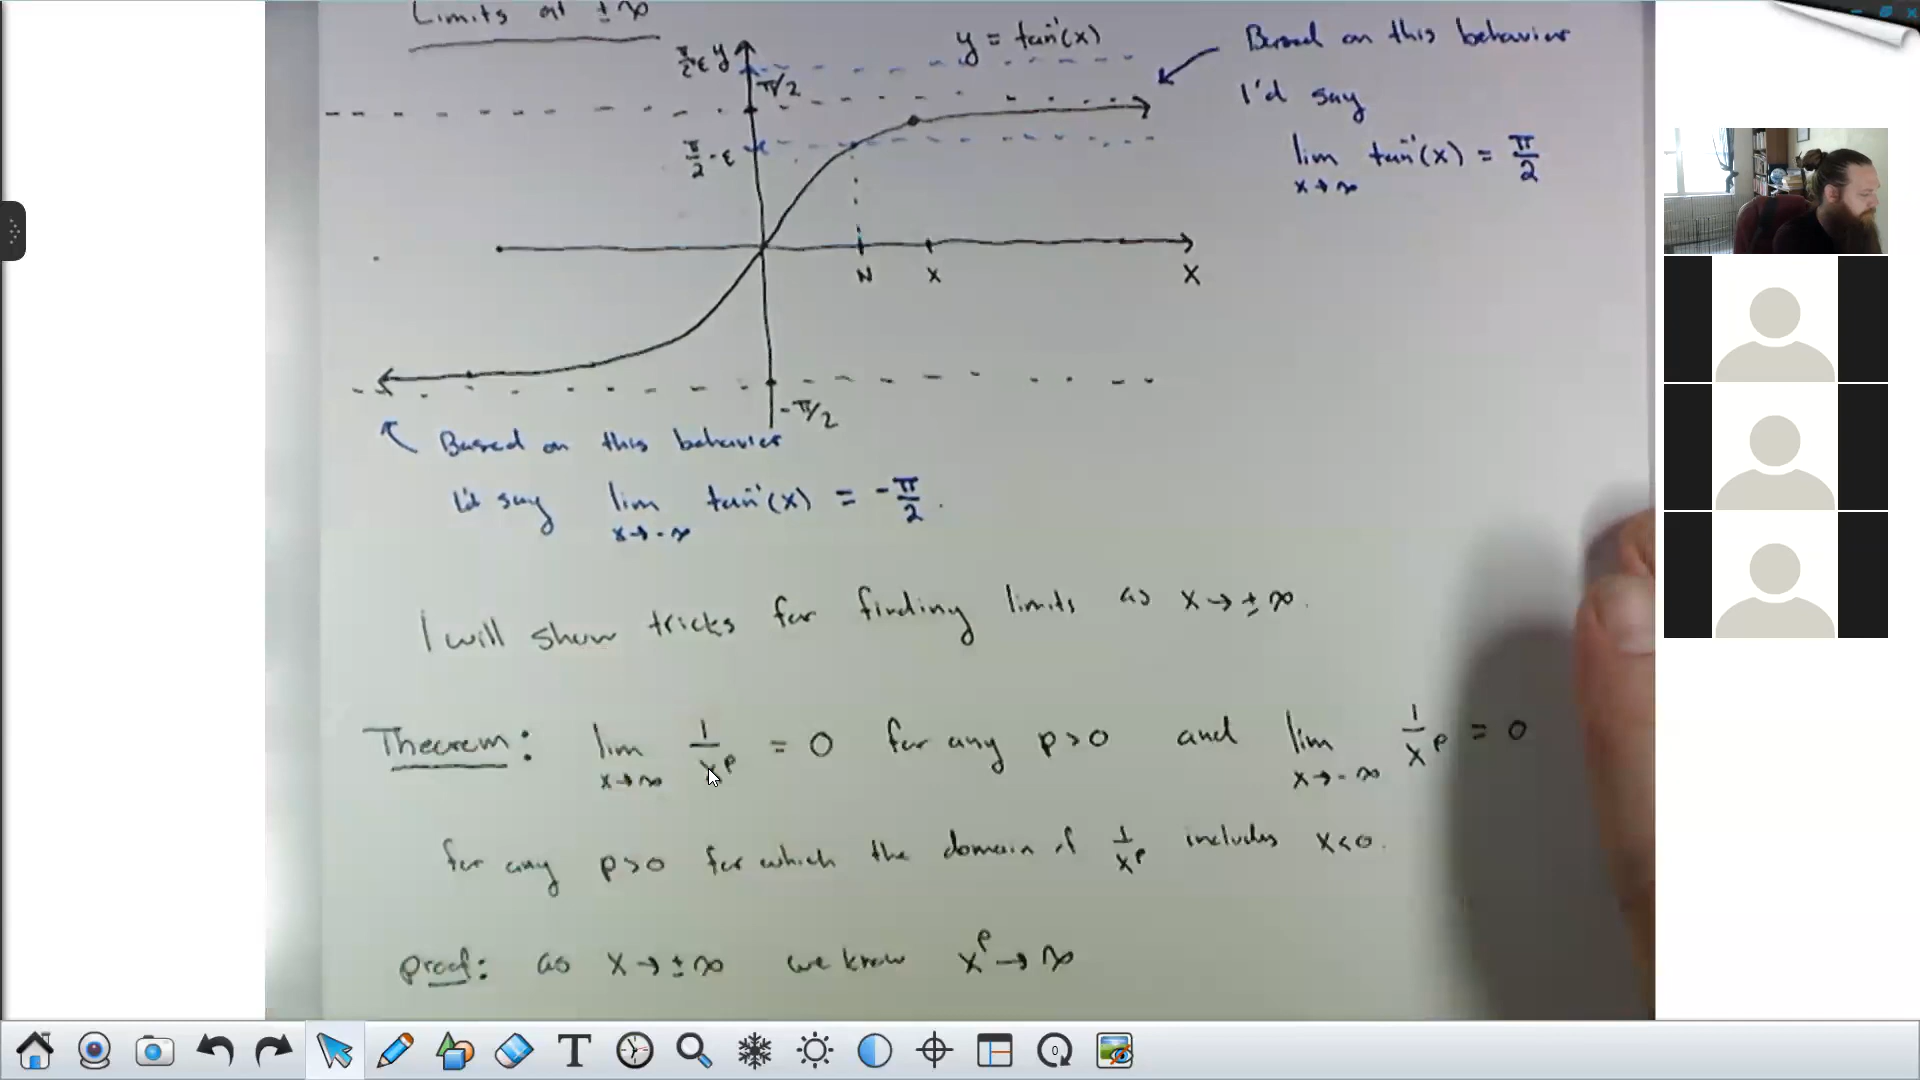 Limits at ±∞
y = tan⁻¹(x)
Based on this behavior
I'd say
lim tan⁻¹(x) = π/2
x→∞
y
π/2
π/2 - ε
N
X
X
-π/2
Based on this behavior
I'd say lim tan⁻¹(x) = -π/2.
x→-∞
I will show tricks for finding limits as x→±∞.
Theorem: lim 1/x^p = 0 for any p>0 and lim 1/x^p = 0
x→∞ x→-∞
for any p>0 for which the domain of 1/x^p includes x<0.
proof: as x→±∞ we know x^p→∞
T
0